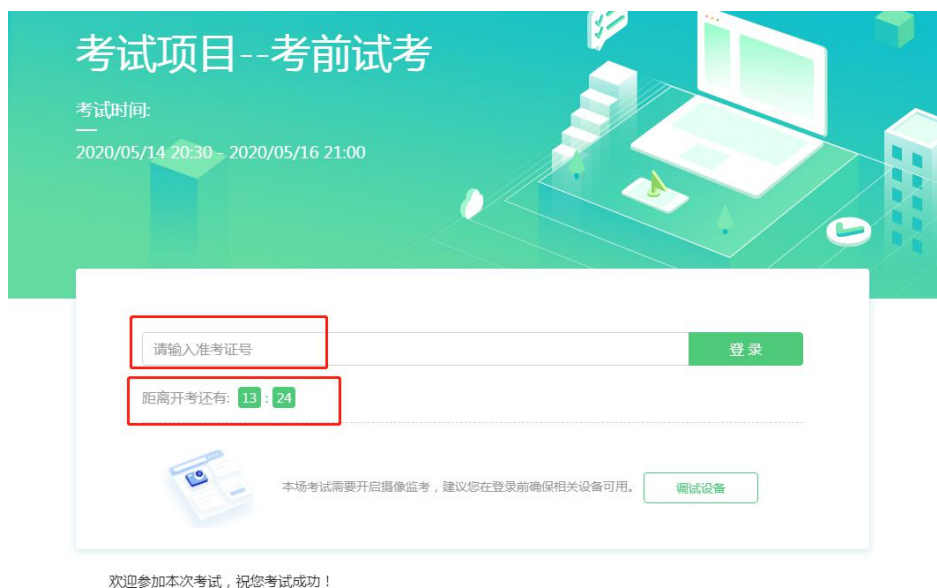 考试项目--考前试考
考试时间:
2020/05/14 20:30 - 2020/05/16 21:00
请输入准考证号
登 录
距离开考还有: 13 : 24
本场考试需要开启摄像监考，建议您在登录前确保相关设备可用。
调试设备
欢迎参加本次考试，祝您考试成功！